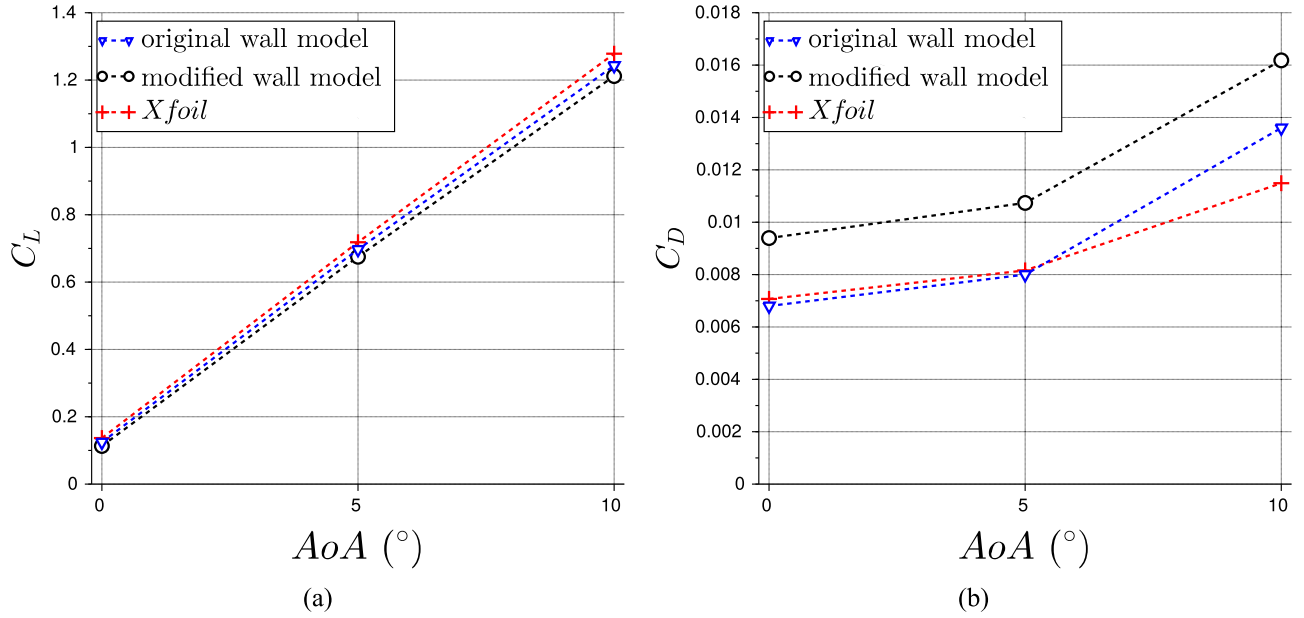 1.4
1.2
1
0.8
0.6
0.4
0.2
0
0
5
10
C_L
AoA (°)
original wall model
modified wall model
Xfoil
(a)
0.018
0.016
0.014
0.012
0.01
0.008
0.006
0.004
0.002
0
0
5
10
C_D
AoA (°)
original wall model
modified wall model
Xfoil
(b)